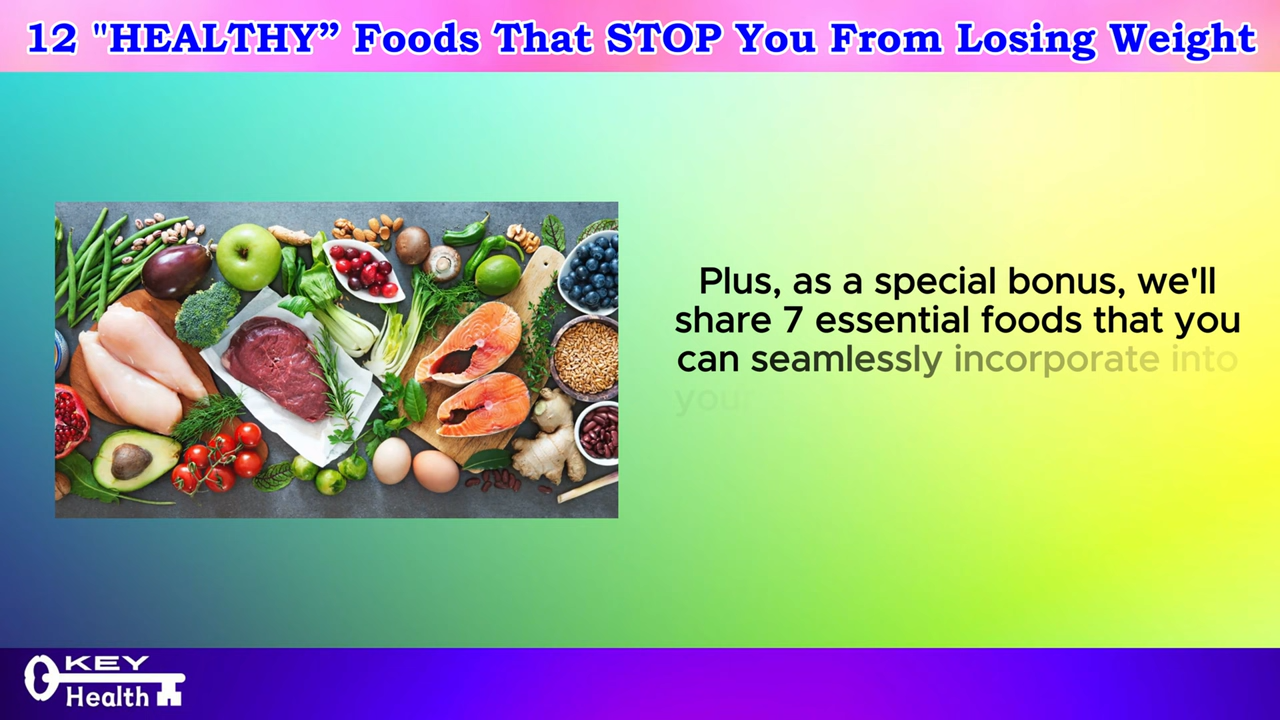 12 "HEALTHY” Foods That STOP You From Losing Weight
Plus, as a special bonus, we'll
share 7 essential foods that you
can seamlessly incorporate into
your
KEY
Health